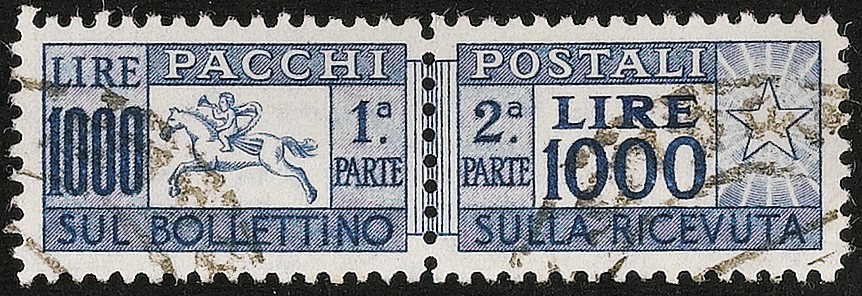 LIRE PACCHI POSTALI
1000 1ª. PARTE 2ª. PARTE LIRE 1000
SUL BOLLETTINO SULLA RICEVUTA